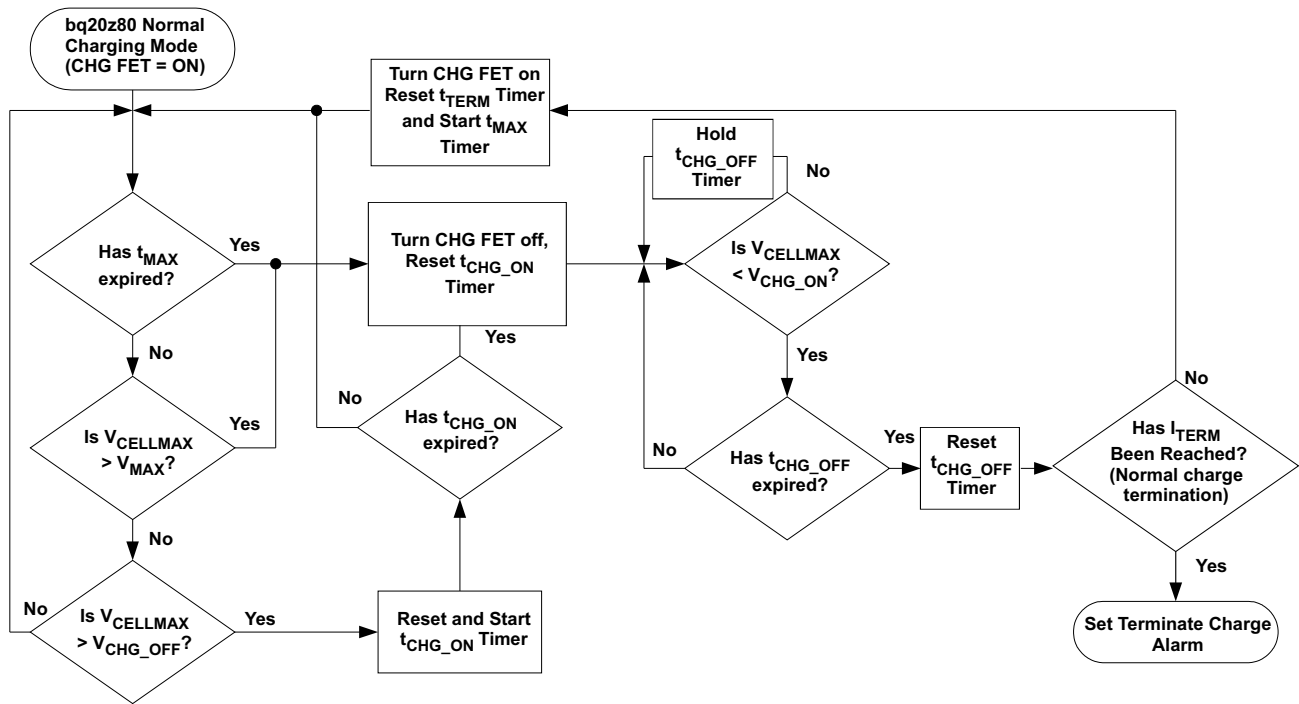 bq20z80 Normal
Charging Mode
(CHG FET = ON)
Turn CHG FET on
Reset tTERM Timer
and Start tMAX
Timer
Hold
tCHG_OFF
Timer
No
Has tMAX
expired?
Yes
Turn CHG FET off,
Reset tCHG_ON
Timer
Is VCELLMAX
< VCHG_ON?
No
Yes
Yes
Is VCELLMAX
> VMAX?
Yes
No
Has tCHG_ON
expired?
No
Has tCHG_OFF
expired?
Yes
Reset
tCHG_OFF
Timer
No
Has ITERM
Been Reached?
(Normal charge
termination)
No
Yes
Is VCELLMAX
> VCHG_OFF?
No
Yes
Reset and Start
tCHG_ON Timer
Set Terminate Charge
Alarm